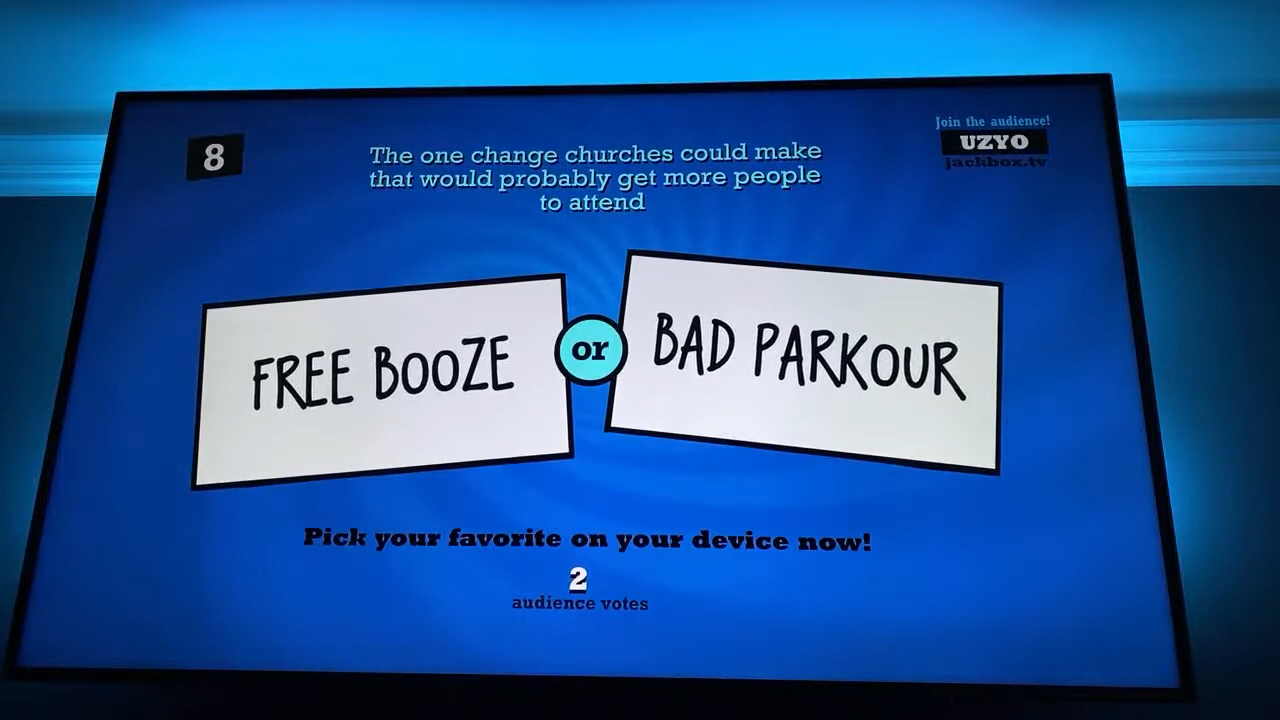 8
The one change churches could make
that would probably get more people
to attend
Join the audience!
UZYO
jackbox.tv
FREE BOOZE
or
BAD PARKOUR
Pick your favorite on your device now!
2
audience votes